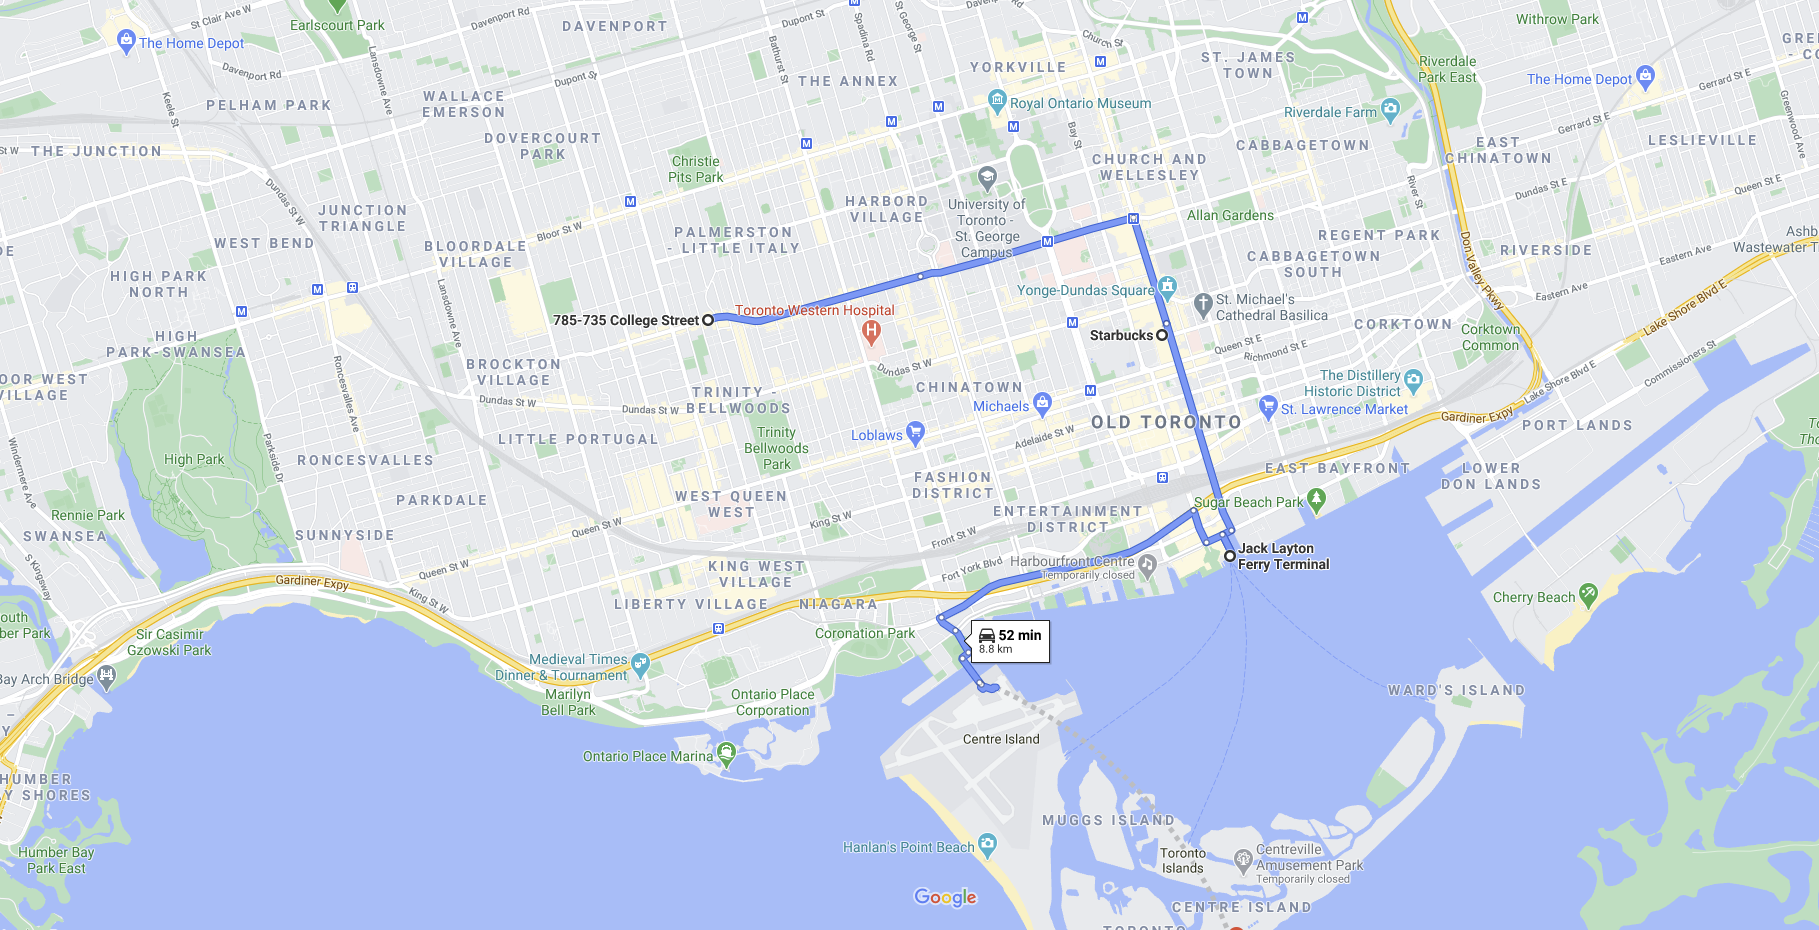 Earlscourt Park
St Clair Ave W
Davenport Rd
DAVENPORT
Dupont St
Spadina Rd
St George St
Church St
Withrow Park
The Home Depot
Davenport Rd
Lansdowne Ave
Dupont St
Bathurst St
THE ANNEX
YORKVILLE
ST. JAMES
TOWN
Riverdale
Park East
The Home Depot
Gerrard St E
Keele St
PELHAM PARK
WALLACE
EMERSON
Royal Ontario Museum
Bay St
Riverdale Farm
Gerrard St E
Greenwood Ave
THE JUNCTION
DOVERCOURT
PARK
Christie
Pits Park
CHURCH AND
WELLESLEY
CABBAGETOWN
EAST
CHINATOWN
LESLIEVILLE
Dundas St W
JUNCTION
TRIANGLE
HARBORD
VILLAGE
University of
Toronto -
St. George
Campus
Allan Gardens
River St
Dundas St E
Queen St E
WEST BEND
BLOORDALE
VILLAGE
Bloor St W
PALMERSTON
- LITTLE ITALY
REGENT PARK
RIVERSIDE
Eastern Ave
Ashb
Wastewater T
HIGH PARK
NORTH
Lansdowne Ave
Yonge-Dundas Square
St. Michael's
Cathedral Basilica
CABBAGETOWN
SOUTH
Don Valley Pkwy
Eastern Ave
Lake Shore Blvd E
785-735 College Street
Toronto Western Hospital
Starbucks
CORKTOWN
Corktown
Common
HIGH
PARK-SWANSEA
Roncesvalles Ave
BROCKTON
VILLAGE
Dundas St W
Queen St E
Richmond St E
Commissioners St
OOR WEST
VILLAGE
Dundas St W
Dundas St W
TRINITY -
BELLWOODS
CHINATOWN
Michaels
The Distillery
Historic District
St. Lawrence Market
Lake Shore Blvd E
Gardiner Expy
PORT LANDS
OLD TORONTO
Windermere Ave
High Park
Parkside Dr
RONCESVALLES
LITTLE PORTUGAL
Trinity
Bellwoods
Park
Loblaws
Adelaide St W
EAST BAYFRONT
LOWER
DON LANDS
PARKDALE
WEST QUEEN
WEST
FASHION
DISTRICT
Sugar Beach Park
Rennie Park
SWANSEA
SUNNYSIDE
Queen St W
King St W
ENTERTAINMENT
DISTRICT
Front St W
Jack Layton
Ferry Terminal
S Kingsway
Gardiner Expy
Queen St W
King St W
KING WEST
VILLAGE
Fort York Blvd
Harbourfront Centre
Temporarily closed
LIBERTY VILLAGE
NIAGARA
Cherry Beach
outh
ber Park
Sir Casimir
Gzowski Park
Coronation Park
52 min
8.8 km
Bay Arch Bridge
Medieval Times
Dinner & Tournament
Marilyn
Bell Park
Ontario Place
Corporation
WARD'S ISLAND
Centre Island
Ontario Place Marina
HUMBER
Y SHORES
MUGGS ISLAND
Hanlan's Point Beach
Toronto
Islands
Centreville
Amusement Park
Temporarily closed
Humber Bay
Park East
Google
CENTRE ISLAND
TORONTO